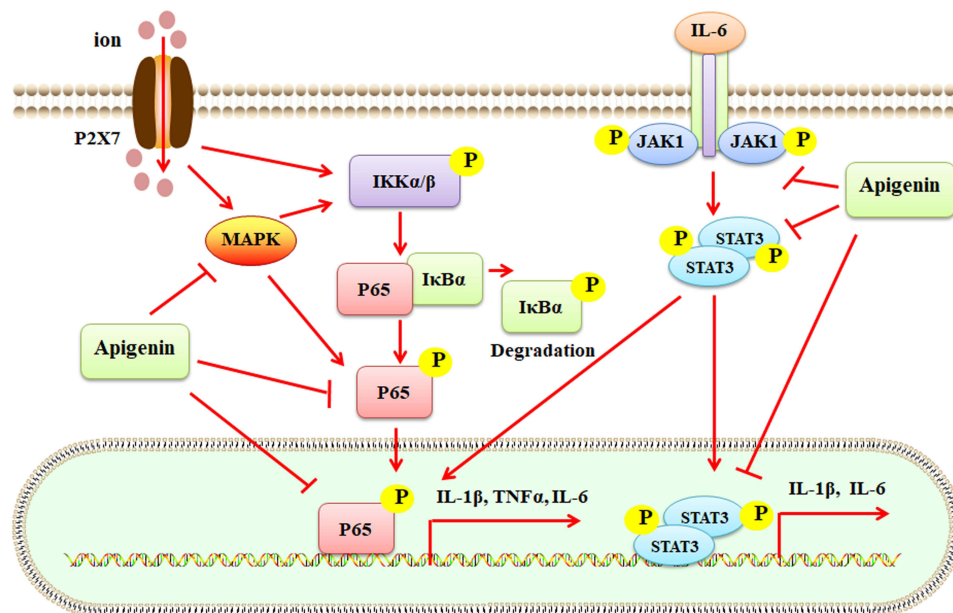 ion
P2X7
IL-6
P
JAK1
JAK1
P
IKKα/β
P
Apigenin
MAPK
P
STAT3
STAT3
P
P65
IκBα
IκBα
P
Degradation
Apigenin
P65
P
P
P65
IL-1β, TNFα, IL-6
P
STAT3
STAT3
P
IL-1β, IL-6